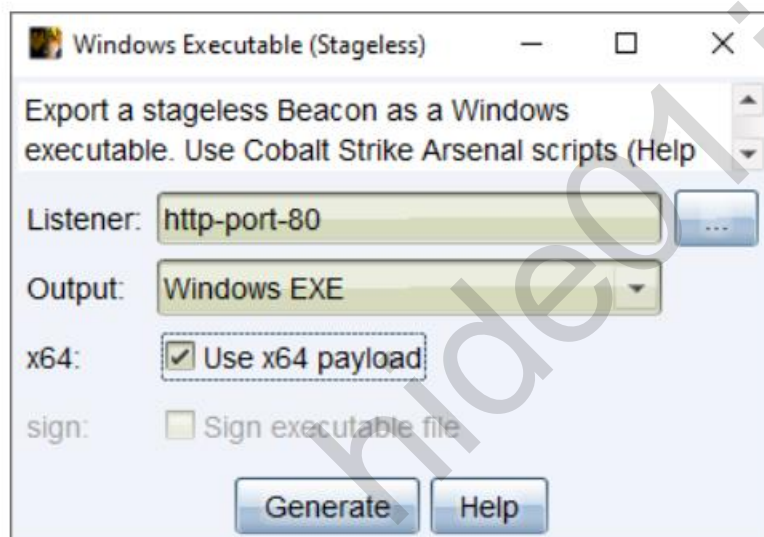 Windows Executable (Stageless)
Export a stageless Beacon as a Windows
executable. Use Cobalt Strike Arsenal scripts (Help
Listener: http-port-80 ...
Output: Windows EXE
x64: Use x64 payload
sign: Sign executable file
Generate Help
hide01.i